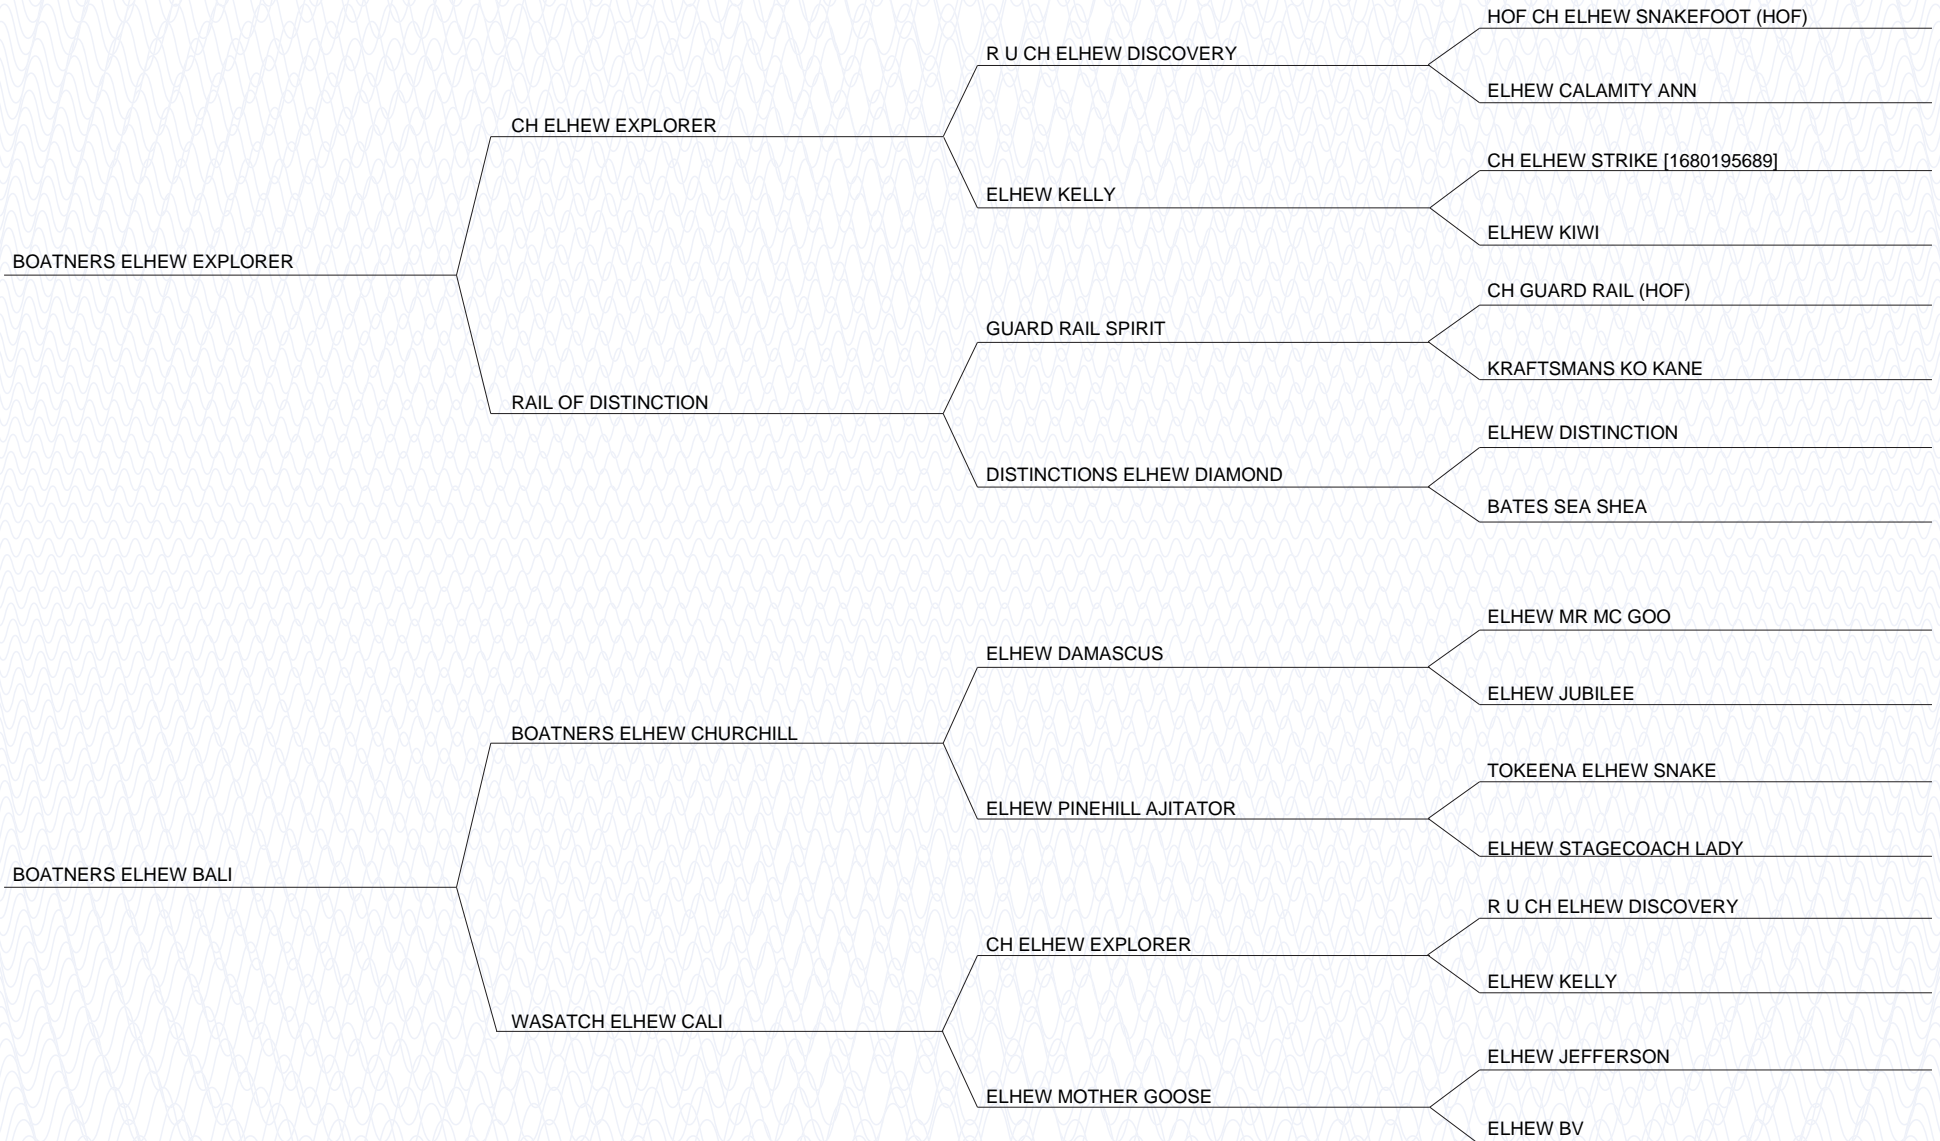 HOF CH ELHEW SNAKEFOOT (HOF)
R U CH ELHEW DISCOVERY
ELHEW CALAMITY ANN
CH ELHEW EXPLORER
CH ELHEW STRIKE [1680195689]
ELHEW KELLY
ELHEW KIWI
BOATNERS ELHEW EXPLORER
CH GUARD RAIL (HOF)
GUARD RAIL SPIRIT
KRAFTSMANS KO KANE
RAIL OF DISTINCTION
ELHEW DISTINCTION
DISTINCTIONS ELHEW DIAMOND
BATES SEA SHEA
ELHEW MR MC GOO
ELHEW DAMASCUS
ELHEW JUBILEE
BOATNERS ELHEW CHURCHILL
TOKEENA ELHEW SNAKE
ELHEW PINEHILL AJITATOR
ELHEW STAGECOACH LADY
BOATNERS ELHEW BALI
R U CH ELHEW DISCOVERY
CH ELHEW EXPLORER
ELHEW KELLY
WASATCH ELHEW CALI
ELHEW JEFFERSON
ELHEW MOTHER GOOSE
ELHEW BV